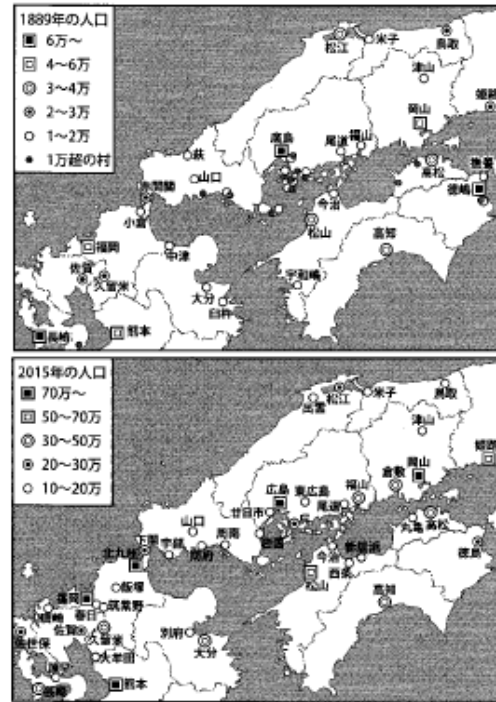 1889年の人口
6万〜
4〜6万
3〜4万
2〜3万
1〜2万
1万超の村
松江
米子
鳥取
津山
姫路
岡山
福山
尾道
廣島
萩
山口
赤間關
小倉
今治
高松
撫養
徳嶋
松山
高知
福岡
中津
佐賀
久留米
宇和嶋
大分
臼杵
長崎
熊本
2015年の人口
70万〜
50〜70万
30〜50万
20〜30万
10〜20万
松江
米子
鳥取
出雲
津山
姫路
岡山
倉敷
福山
広島
東広島
尾道
廿日市
呉
岩国
山口
周南
防府
宇部
下関
北九州
丸亀
高松
徳島
今治
新居浜
西条
松山
高知
飯塚
福岡
筑紫野
春日
糸島
佐世保
佐賀
久留米
大牟田
別府
大分
諫早
長崎
熊本